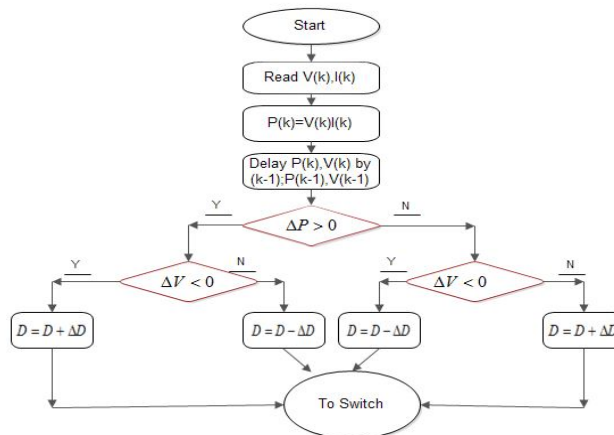 Start
Read V(k),I(k)
P(k)=V(k)I(k)
Delay P(k),V(k) by
(k-1);P(k-1),V(k-1)
Y
N
ΔP > 0
Y
N
Y
N
ΔV < 0
ΔV < 0
D = D + ΔD
D = D − ΔD
D = D − ΔD
D = D + ΔD
To Switch